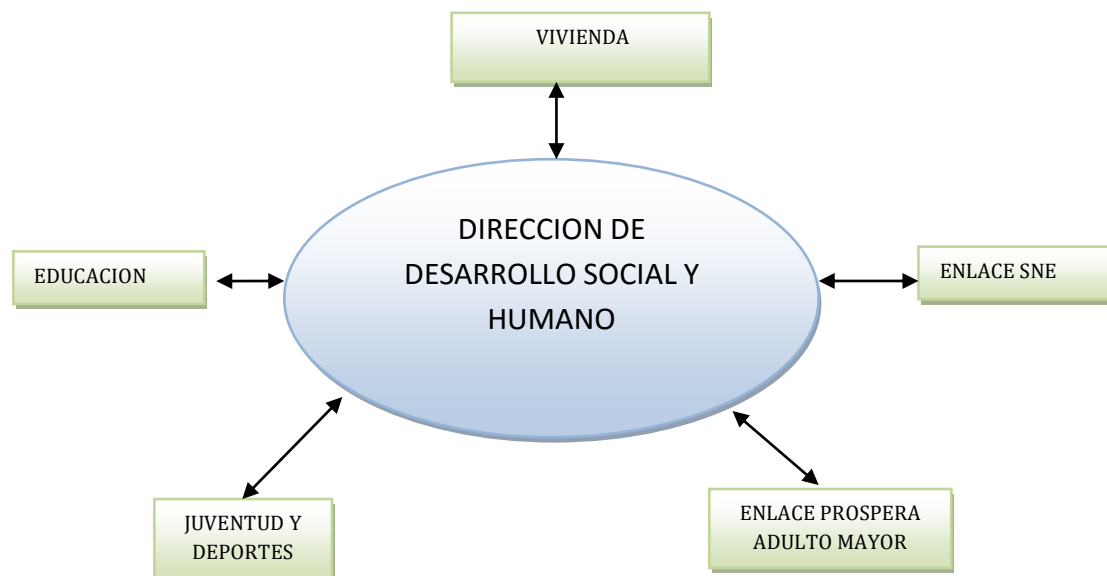 VIVIENDA
DIRECCION DE
DESARROLLO SOCIAL Y
HUMANO
EDUCACION
ENLACE SNE
JUVENTUD Y
DEPORTES
ENLACE PROSPERA
ADULTO MAYOR